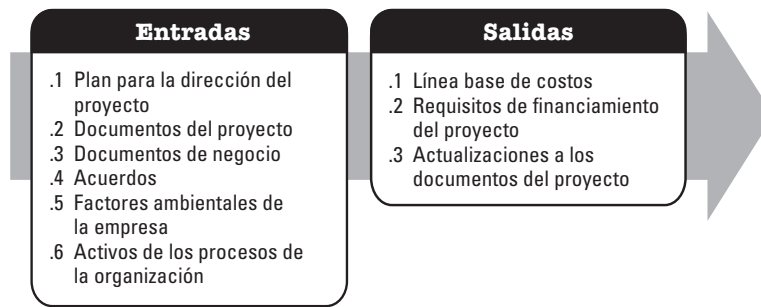 Entradas
.1 Plan para la dirección del
proyecto
.2 Documentos del proyecto
.3 Documentos de negocio
.4 Acuerdos
.5 Factores ambientales de
la empresa
.6 Activos de los procesos de
la organización
Salidas
.1 Línea base de costos
.2 Requisitos de financiamiento
del proyecto
.3 Actualizaciones a los
documentos del proyecto